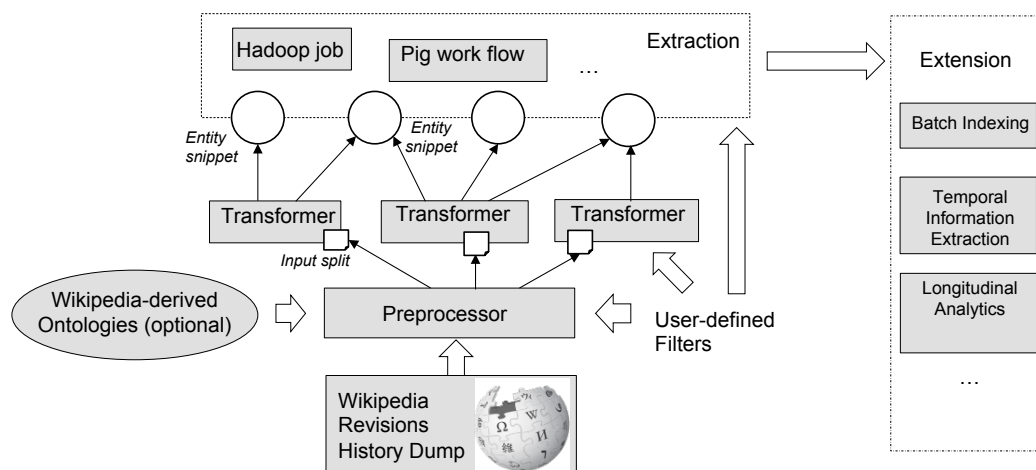 Hadoop job
Pig work flow
...
Extraction
Extension
Entity
snippet
Entity
snippet
Batch Indexing
Transformer
Transformer
Transformer
Temporal
Information
Extraction
Input split
Wikipedia-derived
Ontologies (optional)
Preprocessor
User-defined
Filters
Longitudinal
Analytics
...
Wikipedia
Revisions
History Dump
Ω
W
И
維